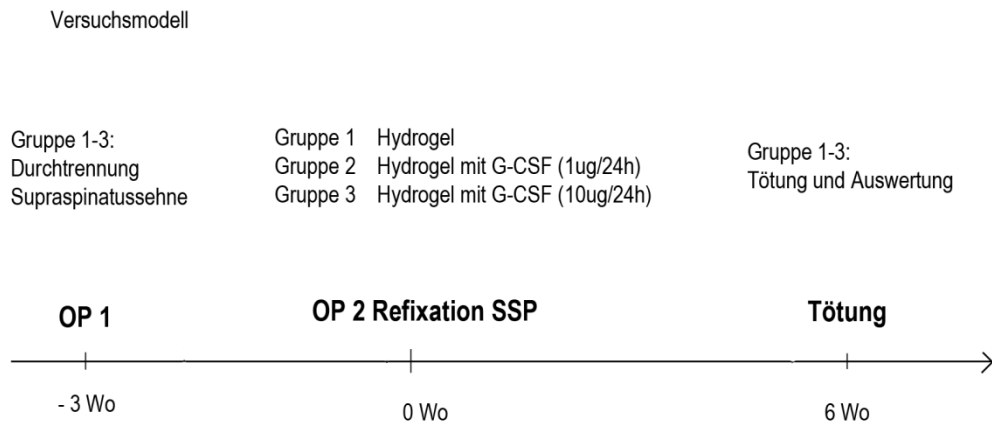 Versuchsmodell
Gruppe 1-3:
Durchtrennung
Supraspinatussehne
Gruppe 1 Hydrogel
Gruppe 2 Hydrogel mit G-CSF (1ug/24h)
Gruppe 3 Hydrogel mit G-CSF (10ug/24h)
Gruppe 1-3:
Tötung und Auswertung
OP 1
OP 2 Refixation SSP
Tötung
- 3 Wo
0 Wo
6 Wo